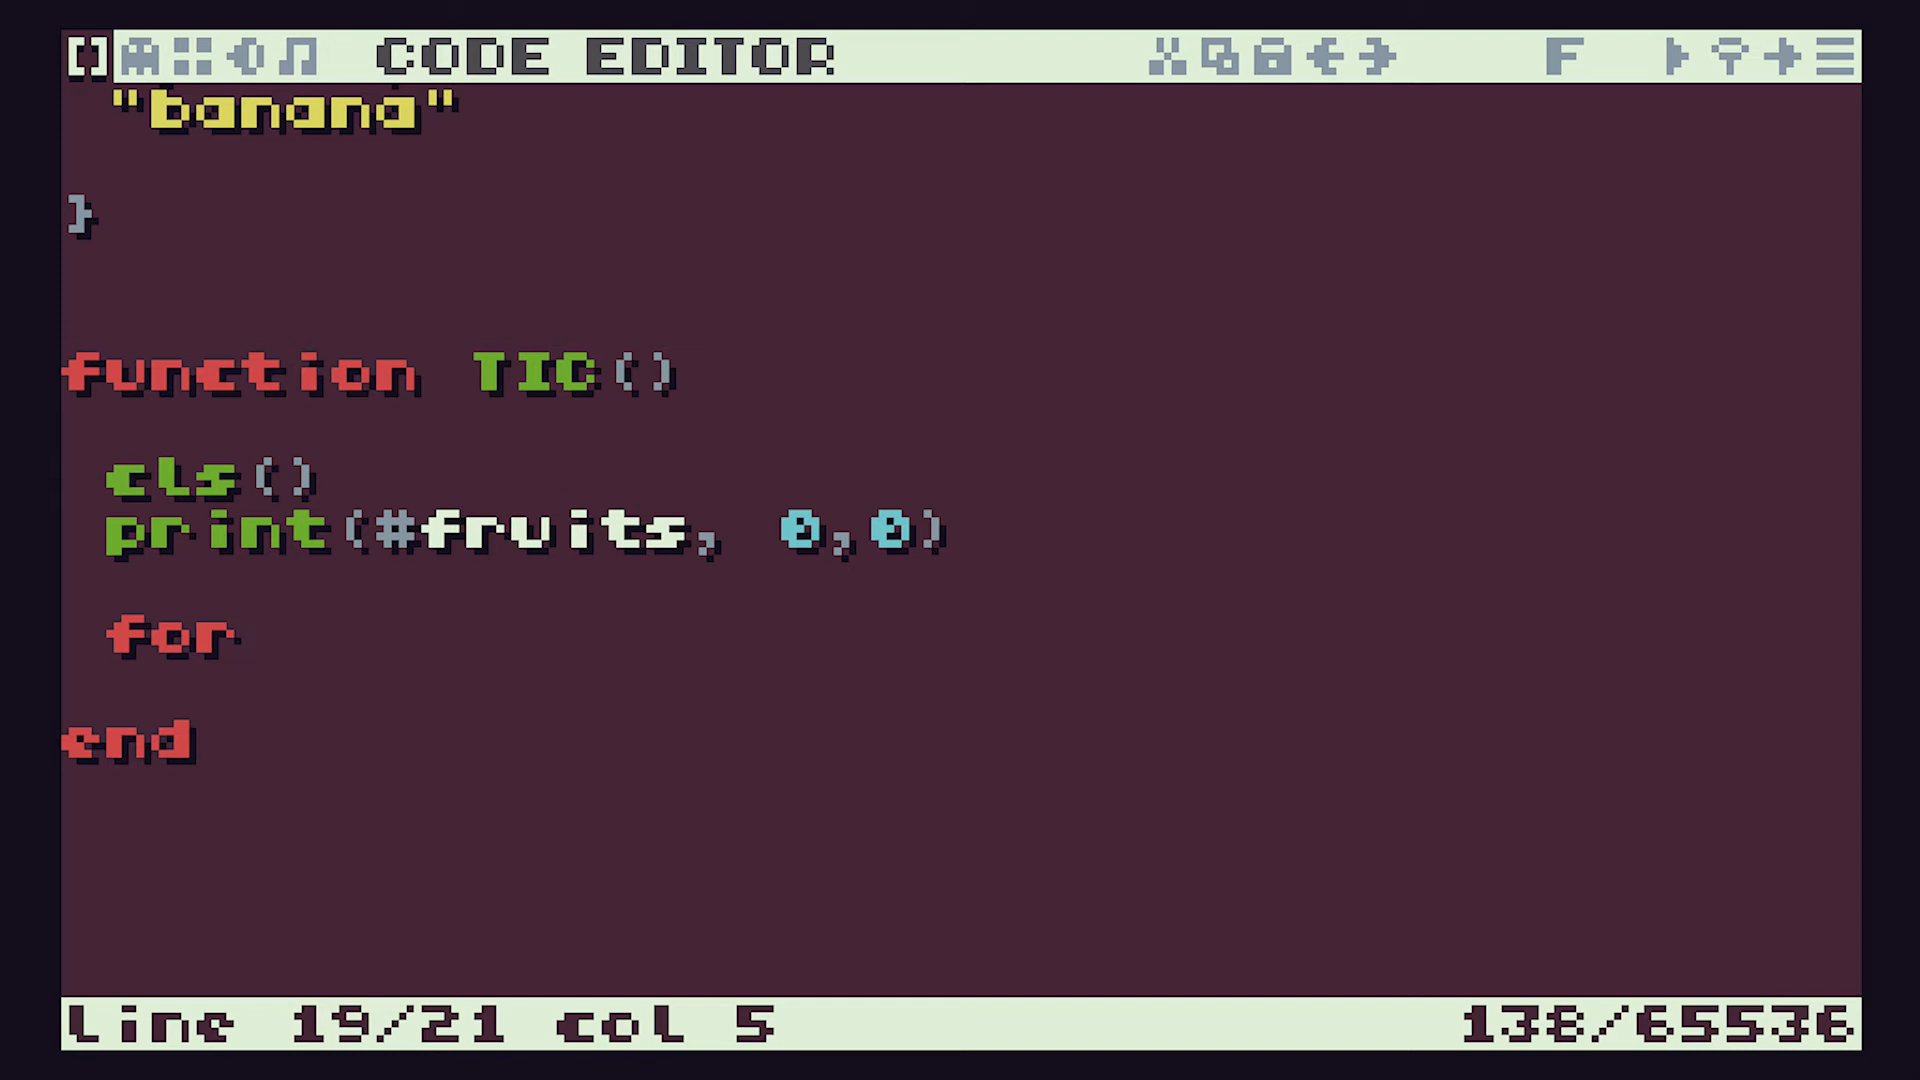 CODE EDITOR F
"banana"
}
function TIC()
cls()
print(#fruits, 0,0)
for
end
line 19/21 col 5 138/65536